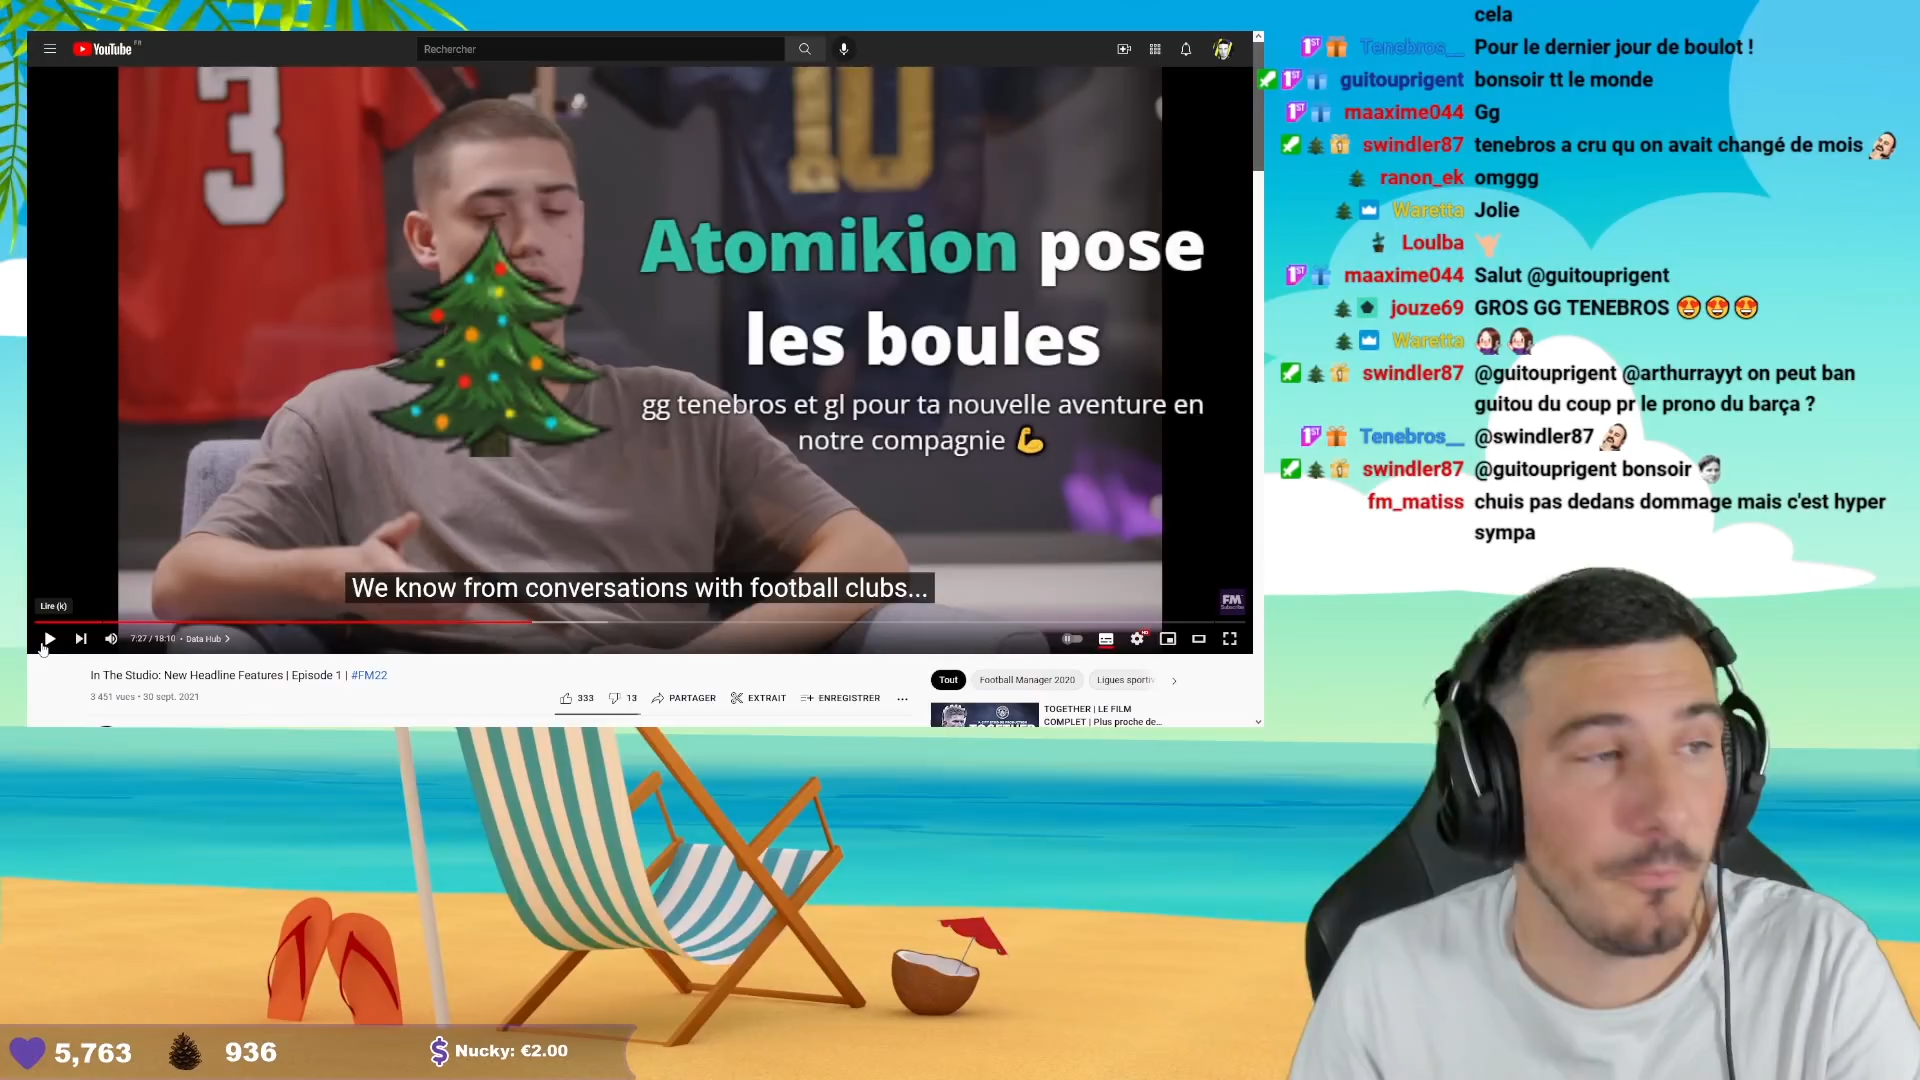 YouTube FR
Rechercher
3
10
Atomikion pose
les boules
gg tenebros et gl pour ta nouvelle aventure en
notre compagnie 💪
We know from conversations with football clubs...
FM
Subscribe
Lire (k)
7:27 / 18:10 • Data Hub
HD
In The Studio: New Headline Features | Episode 1 | #FM22
3 451 vues • 30 sept. 2021
333
13
PARTAGER
EXTRAIT
ENREGISTRER
...
Tout
Football Manager 2020
Ligues sportiv
TOGETHER | LE FILM
COMPLET | Plus proche de...
cela
Tenebros__ Pour le dernier jour de boulot !
guitouprigent bonsoir tt le monde
maaxime044 Gg
swindler87 tenebros a cru qu on avait changé de mois
ranon_ek omggg
Waretta Jolie
Loulba
maaxime044 Salut @guitouprigent
jouze69 GROS GG TENEBROS 😍😍😍
Waretta
swindler87 @guitouprigent @arthurrayyt on peut ban
guitou du coup pr le prono du barça ?
Tenebros__ @swindler87
swindler87 @guitouprigent bonsoir
fm_matiss chuis pas dedans dommage mais c'est hyper
sympa
5,763
936
Nucky: €2.00